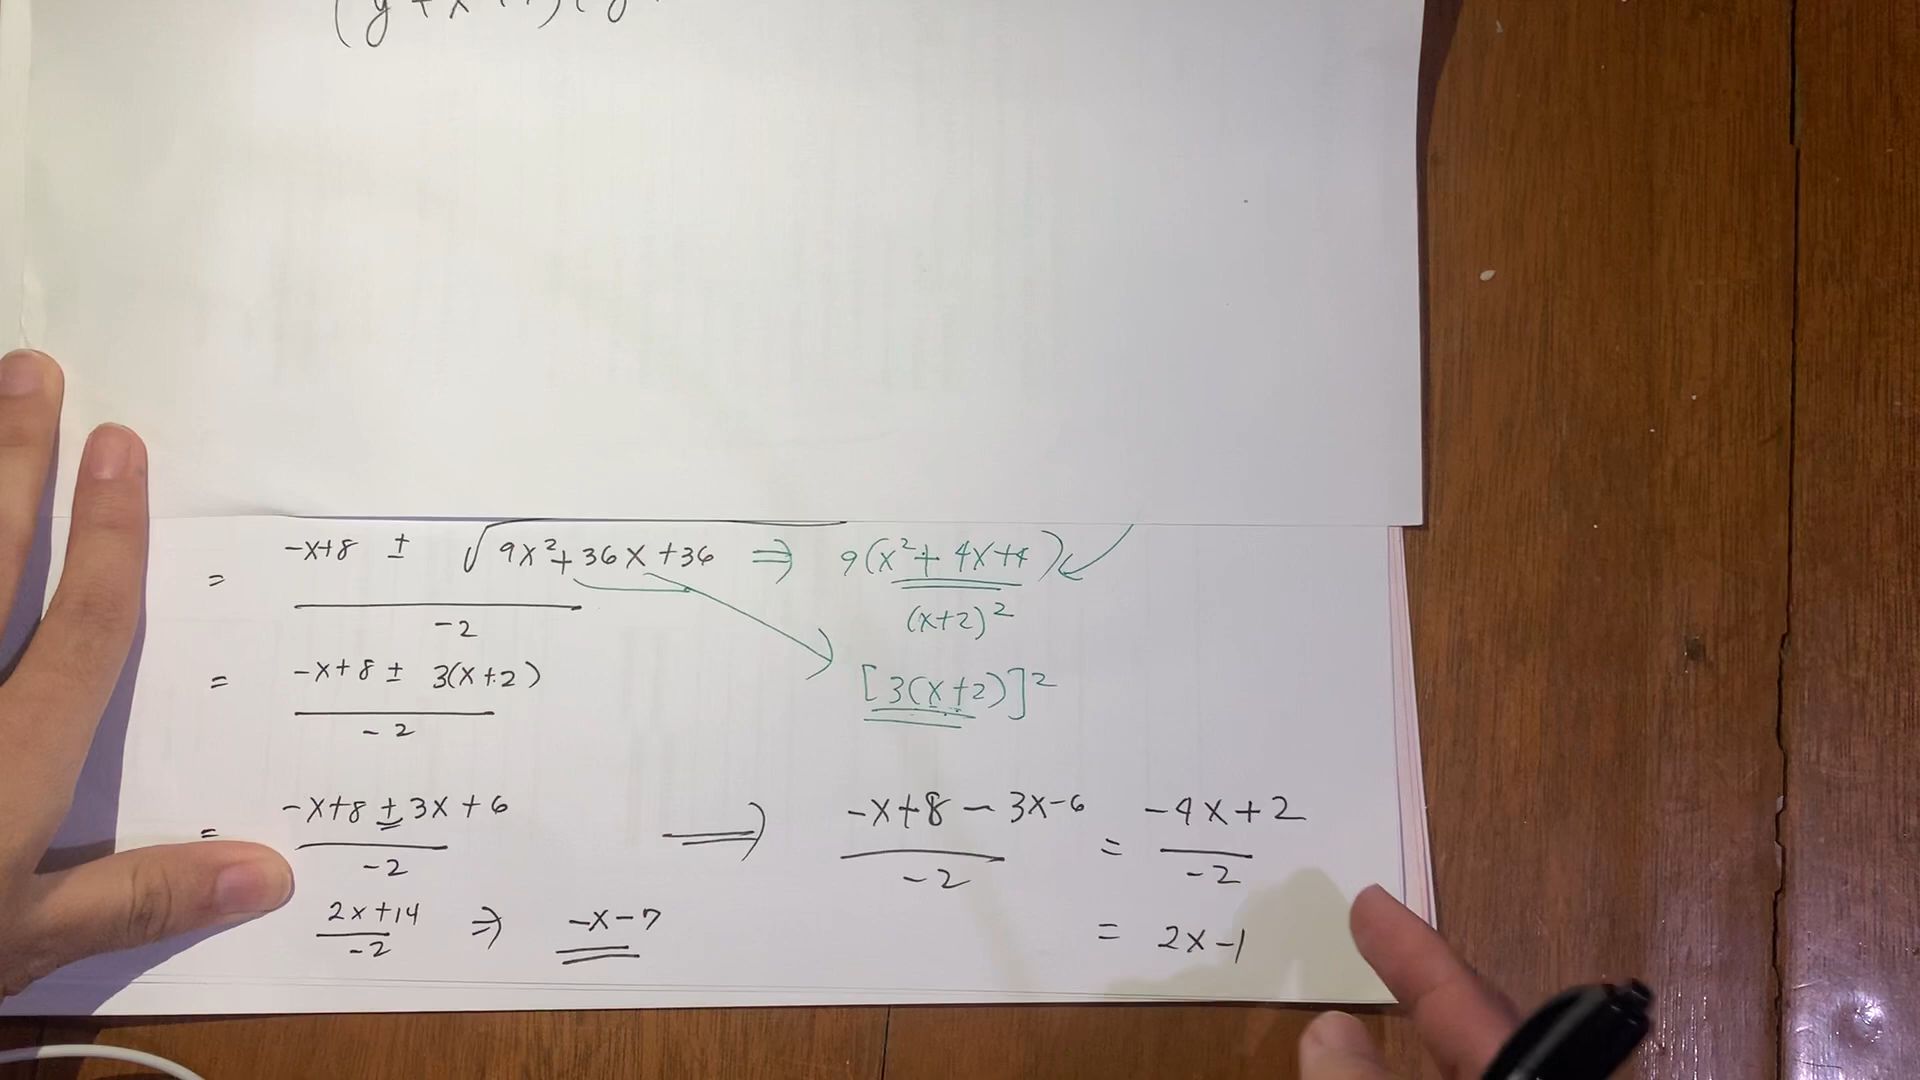 (y+x+7)(y
= -x+8 ± √9x²+36x+36 ⇒ 9(x²+4x+4)
-2
(x+2)²
= -x+8 ± 3(x+2)
-2
[3(x+2)]²
= -x+8 ± 3x+6
-2
⟹ -x+8-3x-6
-2
= -4x+2
-2
2x+14
-2
⇒ -x-7
= 2x-1